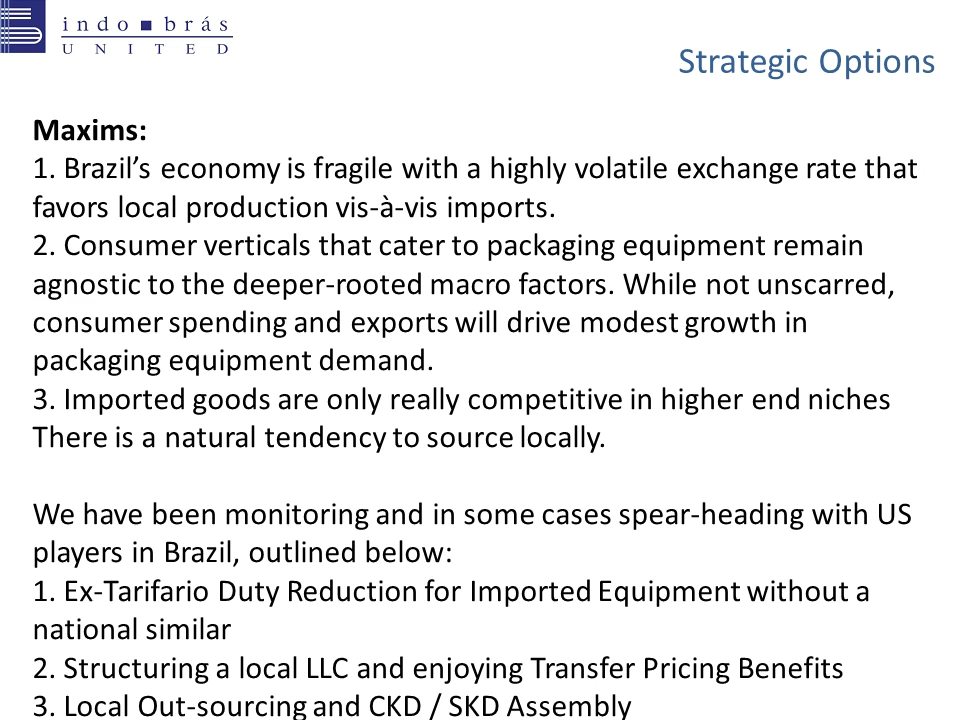 indo■brás
UNITED
Strategic Options
Maxims:
1. Brazil’s economy is fragile with a highly volatile exchange rate that
favors local production vis-à-vis imports.
2. Consumer verticals that cater to packaging equipment remain
agnostic to the deeper-rooted macro factors. While not unscarred,
consumer spending and exports will drive modest growth in
packaging equipment demand.
3. Imported goods are only really competitive in higher end niches
There is a natural tendency to source locally.
We have been monitoring and in some cases spear-heading with US
players in Brazil, outlined below:
1. Ex-Tarifario Duty Reduction for Imported Equipment without a
national similar
2. Structuring a local LLC and enjoying Transfer Pricing Benefits
3. Local Out-sourcing and CKD / SKD Assembly